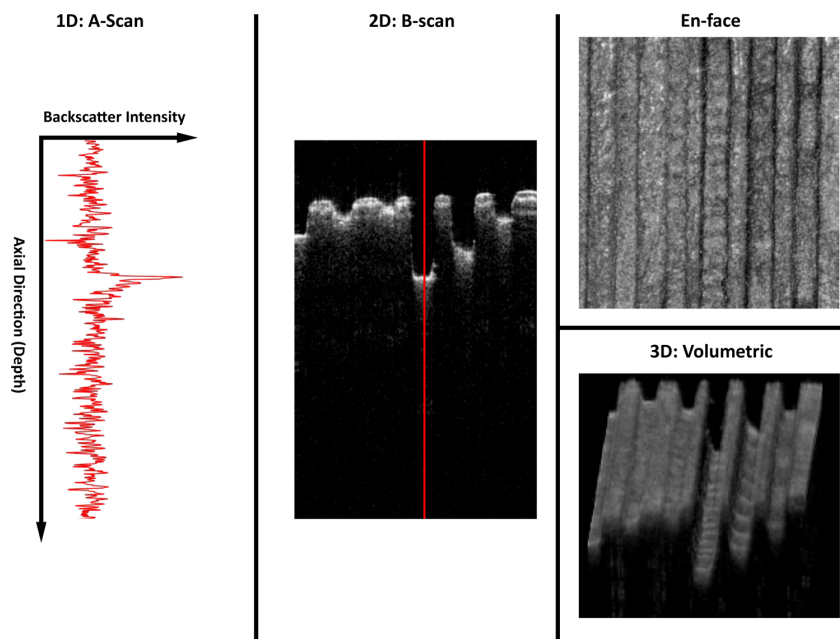 1D: A-Scan
Backscatter Intensity
Axial Direction (Depth)
2D: B-scan
En-face
3D: Volumetric